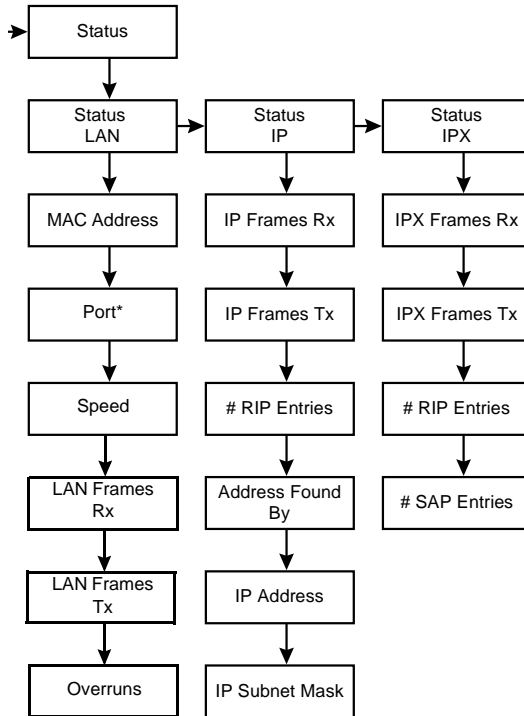 Status
Status
LAN
Status
IP
Status
IPX
MAC Address
IP Frames Rx
IPX Frames Rx
Port*
IP Frames Tx
IPX Frames Tx
Speed
# RIP Entries
# RIP Entries
LAN Frames
Rx
Address Found
By
# SAP Entries
LAN Frames
Tx
IP Address
Overruns
IP Subnet Mask